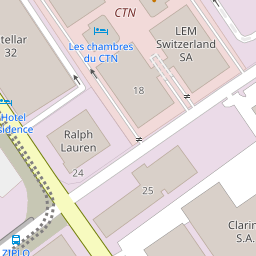 CTN
LEM
Switzerland
SA
tellar
32
Les chambres
du CTN
18
Hotel
sidence
Ralph
Lauren
24
25
Clarin
S.A.
ZIPLO